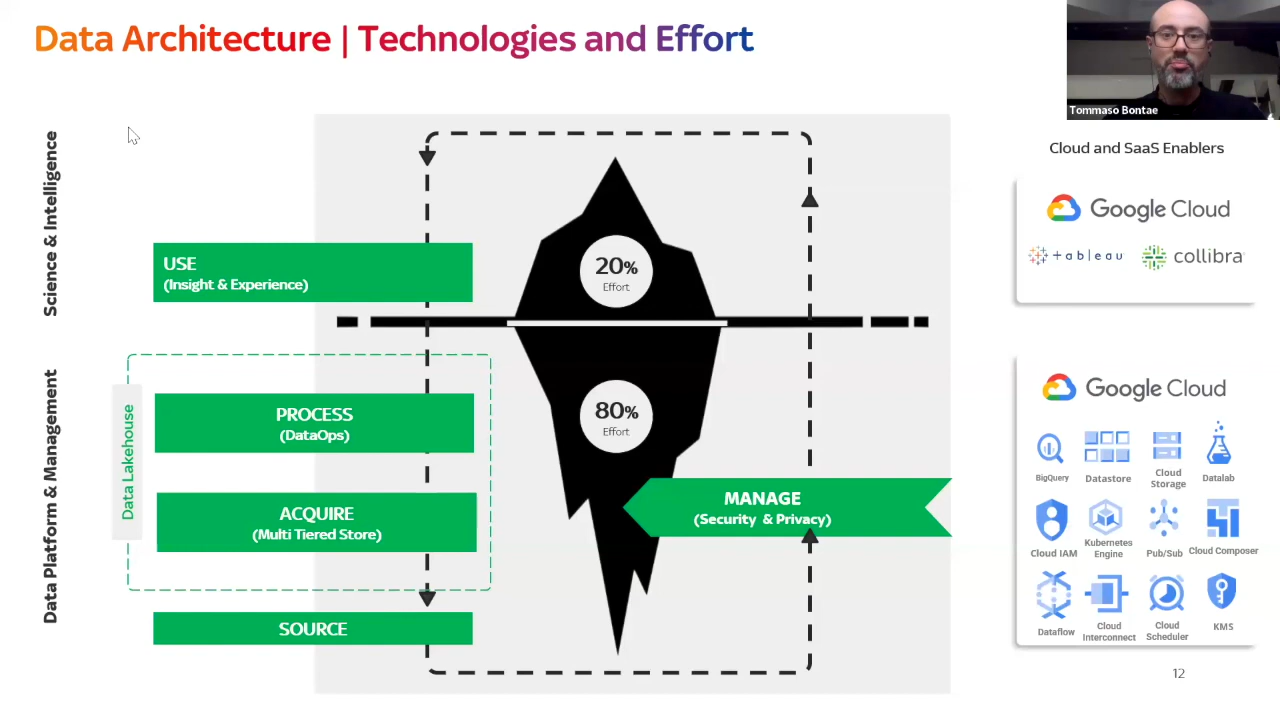 Data Architecture | Technologies and Effort
Tommaso Bontae
Science & Intelligence
Data Platform & Management
USE
(Insight & Experience)
20%
Effort
Data Lakehouse
PROCESS
(DataOps)
80%
Effort
ACQUIRE
(Multi Tiered Store)
MANAGE
(Security & Privacy)
SOURCE
Cloud and SaaS Enablers
Google Cloud
+ableau
collibra
Google Cloud
BigQuery
Datastore
Cloud
Storage
Datalab
Cloud IAM
Kubernetes
Engine
Pub/Sub
Cloud Composer
Dataflow
Cloud
Interconnect
Cloud
Scheduler
KMS
12